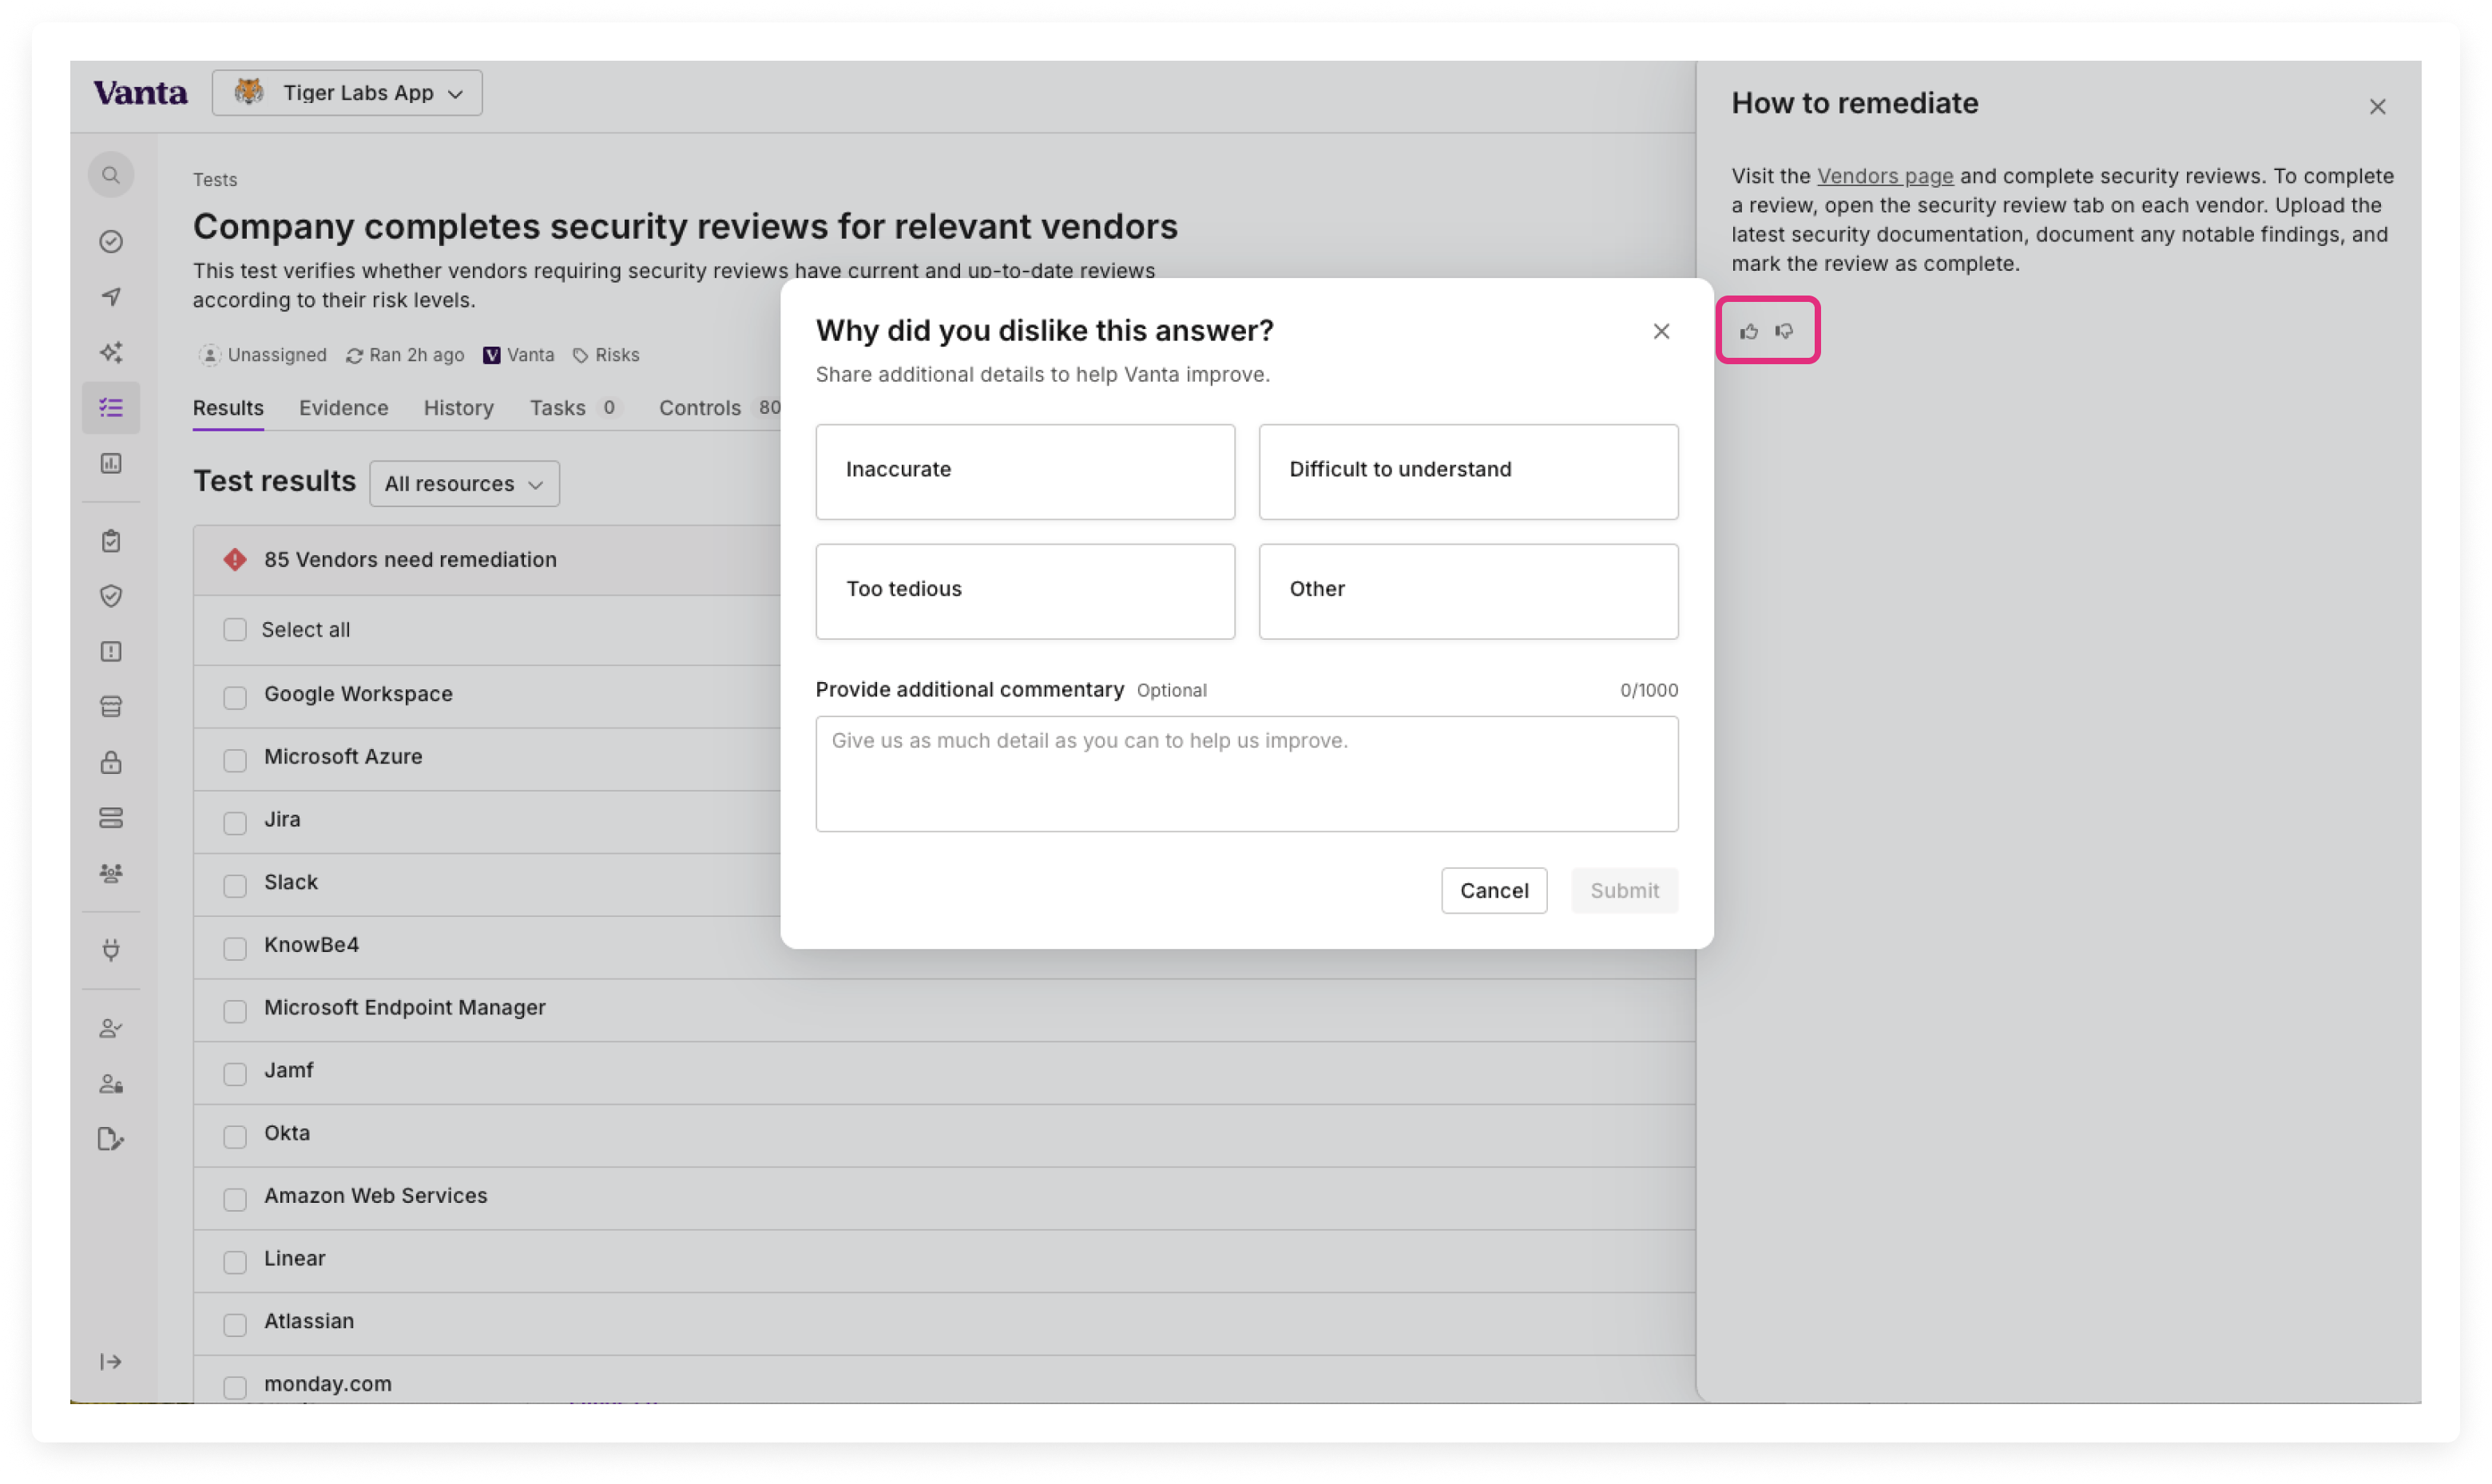 Vanta
Tiger Labs App
Tests
Company completes security reviews for relevant vendors
This test verifies whether vendors requiring security reviews have current and up-to-date reviews
according to their risk levels.
Unassigned Ran 2h ago V Vanta Risks
Results Evidence History Tasks 0 Controls 80
Test results All resources
85 Vendors need remediation
Select all
Google Workspace
Microsoft Azure
Jira
Slack
KnowBe4
Microsoft Endpoint Manager
Jamf
Okta
Amazon Web Services
Linear
Atlassian
monday.com
Why did you dislike this answer?
Share additional details to help Vanta improve.
Inaccurate
Difficult to understand
Too tedious
Other
Provide additional commentary Optional 0/1000
Give us as much detail as you can to help us improve.
Cancel Submit
How to remediate
Visit the Vendors page and complete security reviews. To complete
a review, open the security review tab on each vendor. Upload the
latest security documentation, document any notable findings, and
mark the review as complete.